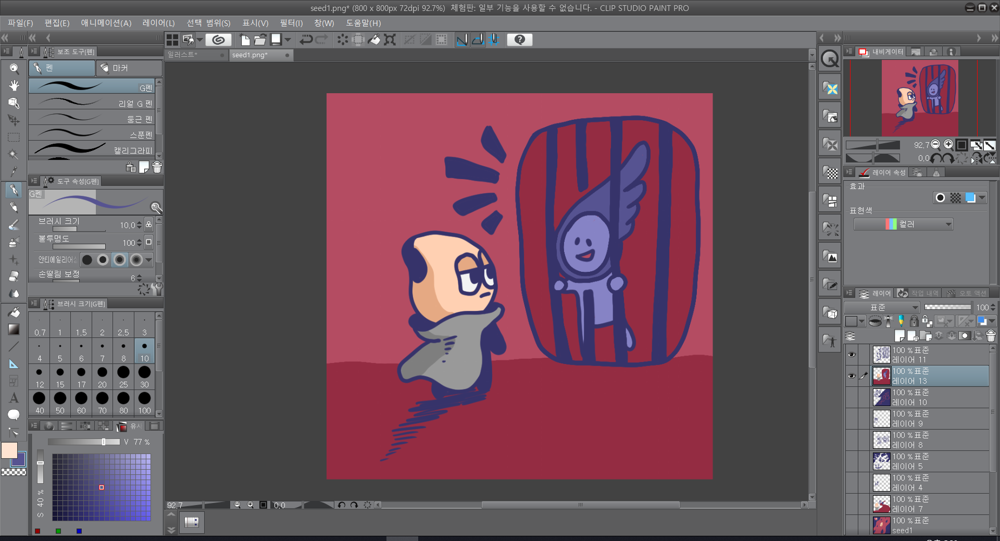 seed1.png* (800 x 800px 72dpi 92.7%)  체험판: 일부 기능을 사용할 수 없습니다. - CLIP STUDIO PAINT PRO
파일(F) 편집(E) 애니메이션(A) 레이어(L) 선택 범위(S) 표시(V) 필터(I) 창(W) 도움말(H)
보조 도구[펜]
펜 마커
G펜
리얼 G 펜
둥근 펜
스푼펜
캘리그라피
도구 속성[G펜]
G펜
브러시 크기 10.0
불투명도 100
안티에일리어싱
손떨림 보정 6
브러시 크기[G펜]
0.7 1 1.5 2 2.5 3
4 5 6 7 8 10
12 15 17 20 25 30
40 50 60 70 80 100
유시
V 77 %
S 40 %
일러스트* seed1.png*
92.7 0.0
내비게이터
92.7
0.0
레이어 속성
효과
표현색
컬러
레이어 작업 내역 오토 액션
표준 100
100 % 표준
레이어 11
100 % 표준
레이어 13
100 % 표준
레이어 10
100 % 표준
레이어 9
100 % 표준
레이어 8
100 % 표준
레이어 5
100 % 표준
레이어 4
100 % 표준
레이어 7
100 % 표준
seed1